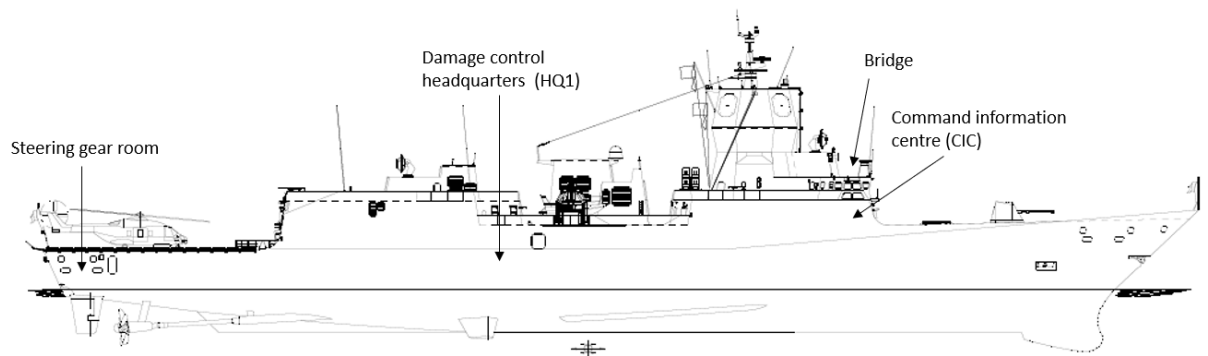 Damage control
headquarters (HQ1)
Bridge
Command information
centre (CIC)
Steering gear room